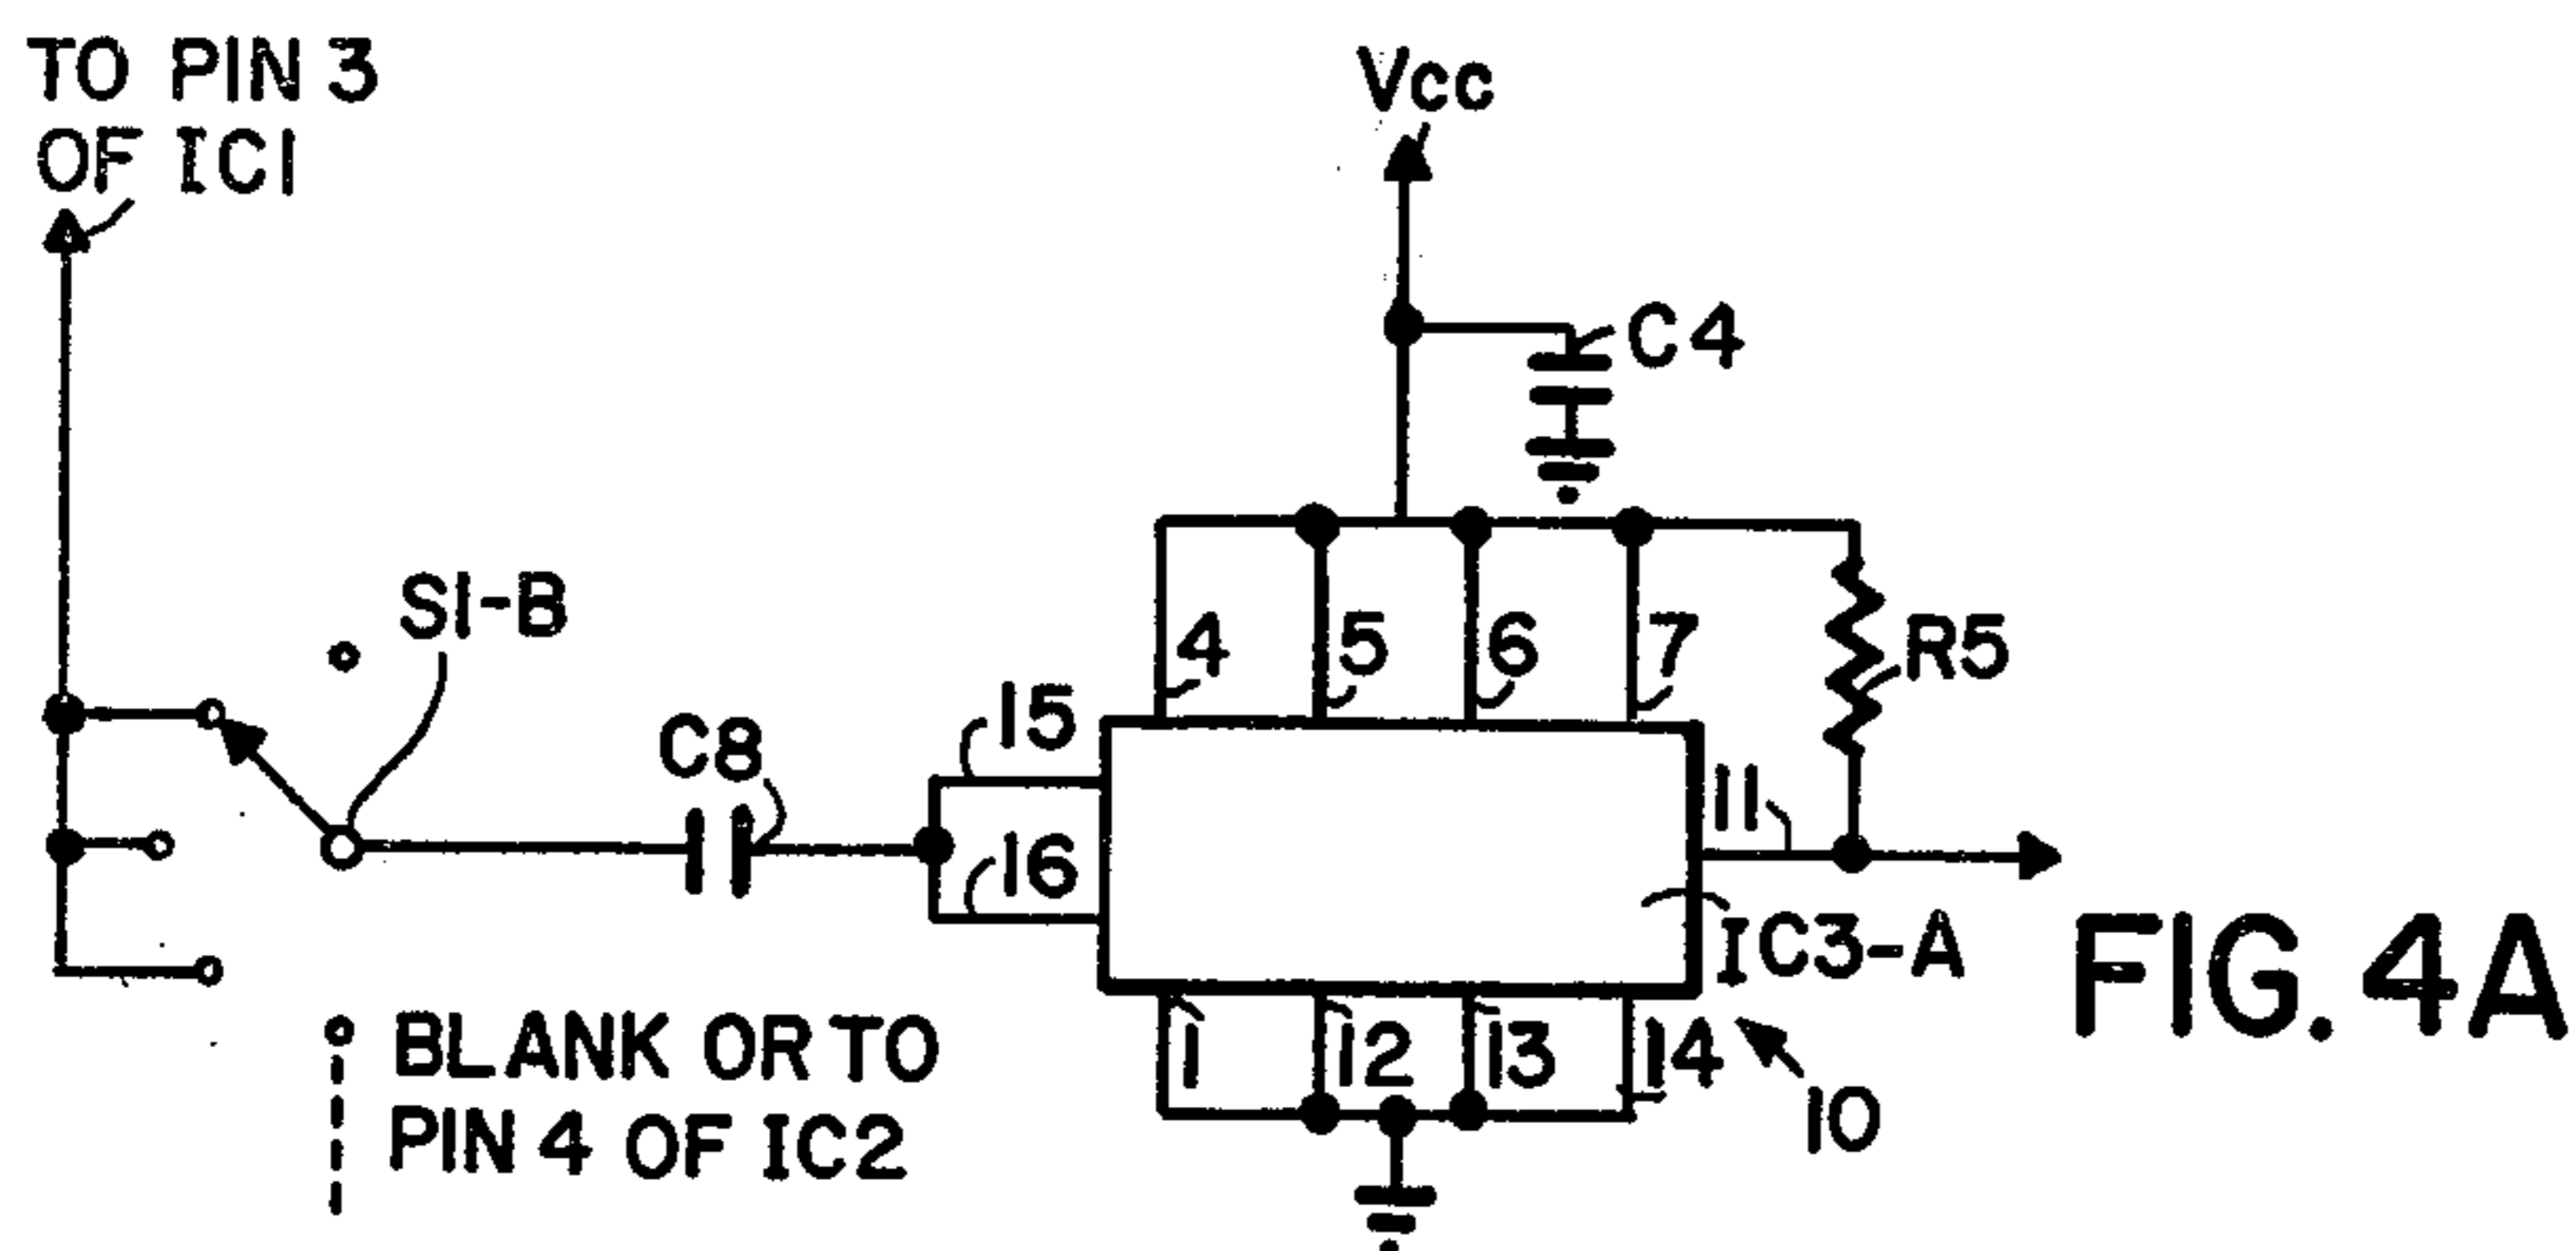 TO PIN 3
OF IC1
Vcc
C4
S1-B
4
5
6
7
R5
C8
15
16
11
IC3-A
1
12
13
14
10
BLANK OR TO
PIN 4 OF IC2
FIG. 4A